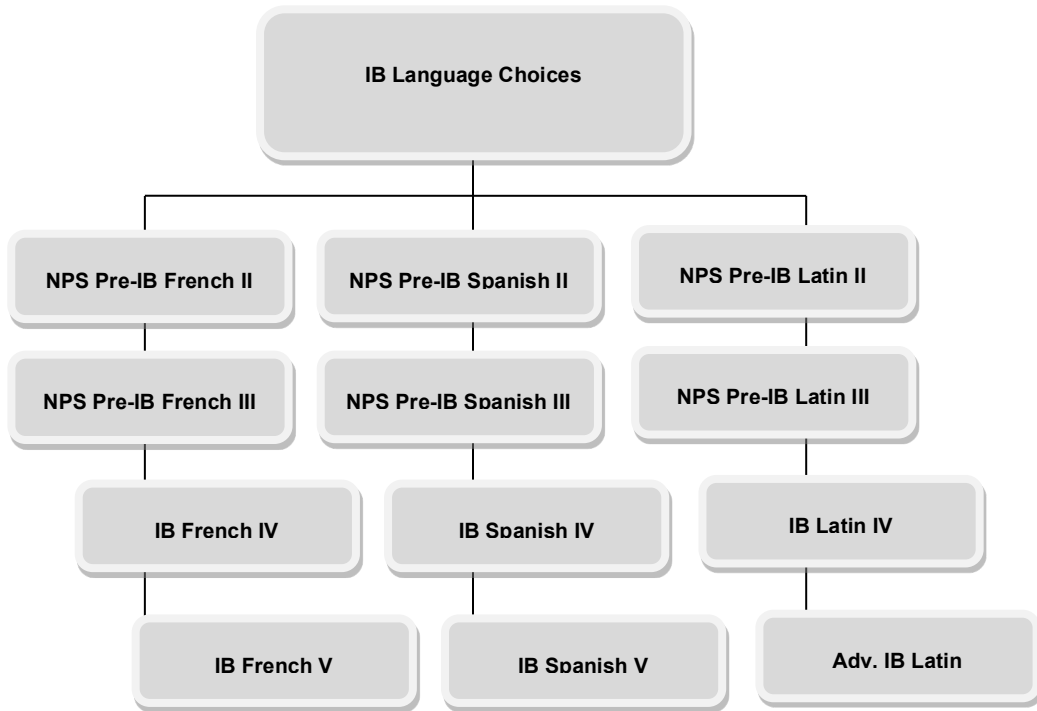 IB Language Choices
NPS Pre-IB French II
NPS Pre-IB Spanish II
NPS Pre-IB Latin II
NPS Pre-IB French III
NPS Pre-IB Spanish III
NPS Pre-IB Latin III
IB French IV
IB Spanish IV
IB Latin IV
IB French V
IB Spanish V
Adv. IB Latin